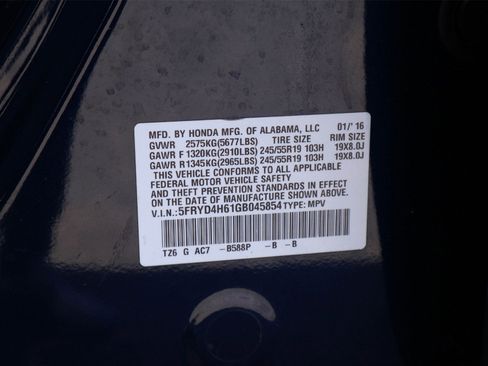 MFD. BY HONDA MFG. OF ALABAMA, LLC 01/'16
GVWR 2575KG(5677LBS) TIRE SIZE RIM SIZE
GAWR F 1320KG(2910LBS) 245/55R19 103H 19X8.0J
GAWR R 1345KG(2965LBS) 245/55R19 103H 19X8.0J
THIS VEHICLE CONFORMS TO ALL APPLICABLE
FEDERAL MOTOR VEHICLE SAFETY
AND THEFT PREVENTION STANDARDS IN EFFECT
ON THE DATE OF MANUFACTURE SHOWN ABOVE.
V.I.N.: 5FRYD4H61GB045854 TYPE: MPV
TZ6 G AC7 -B588P -B -B